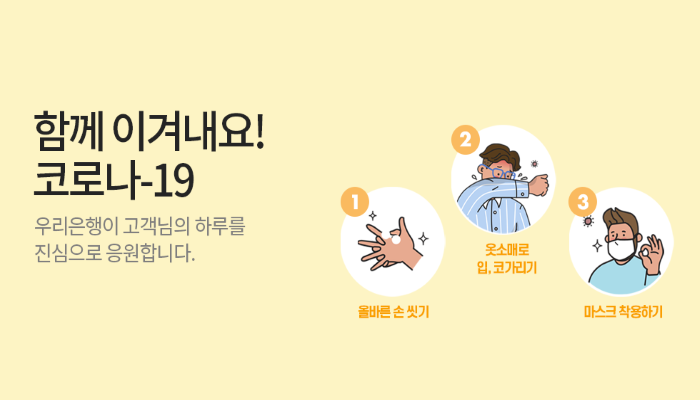 함께 이겨내요!
코로나-19
우리은행이 고객님의 하루를
진심으로 응원합니다.
1
올바른 손 씻기
2
옷소매로
입, 코가리기
3
마스크 착용하기